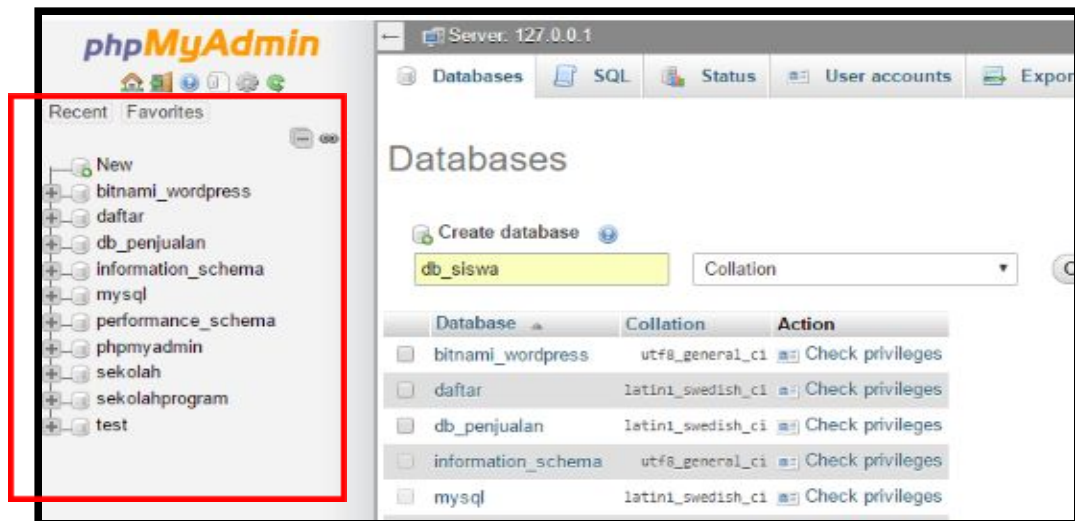 phpMyAdmin
Recent Favorites
New
bitnami_wordpress
daftar
db_penjualan
information_schema
mysql
performance_schema
phpmyadmin
sekolah
sekolahprogram
test
Server: 127.0.0.1
Databases SQL Status User accounts Expor
Databases
Create database
db_siswa Collation
Database Collation Action
bitnami_wordpress utf8_general_ci Check privileges
daftar latin1_swedish_ci Check privileges
db_penjualan latin1_swedish_ci Check privileges
information_schema utf8_general_ci Check privileges
mysql latin1_swedish_ci Check privileges